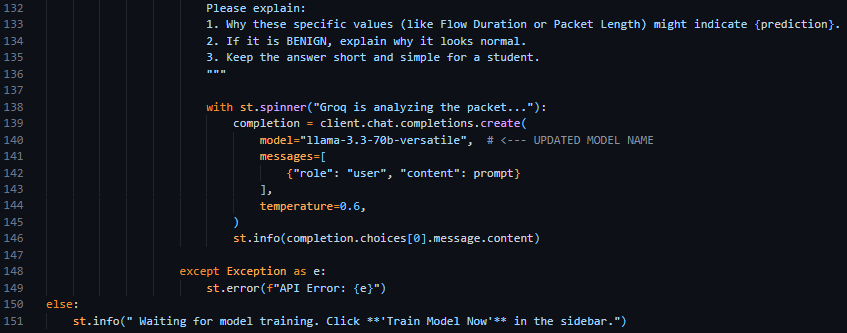 132 Please explain:
133 1. Why these specific values (like Flow Duration or Packet Length) might indicate {prediction}.
134 2. If it is BENIGN, explain why it looks normal.
135 3. Keep the answer short and simple for a student.
136 """
137
138 with st.spinner("Groq is analyzing the packet..."):
139 completion = client.chat.completions.create(
140 model="llama-3.3-70b-versatile",  # <--- UPDATED MODEL NAME
141 messages=[
142 {"role": "user", "content": prompt}
143 ],
144 temperature=0.6,
145 )
146 st.info(completion.choices[0].message.content)
147
148 except Exception as e:
149 st.error(f"API Error: {e}")
150 else:
151 st.info(" Waiting for model training. Click **'Train Model Now'** in the sidebar.")